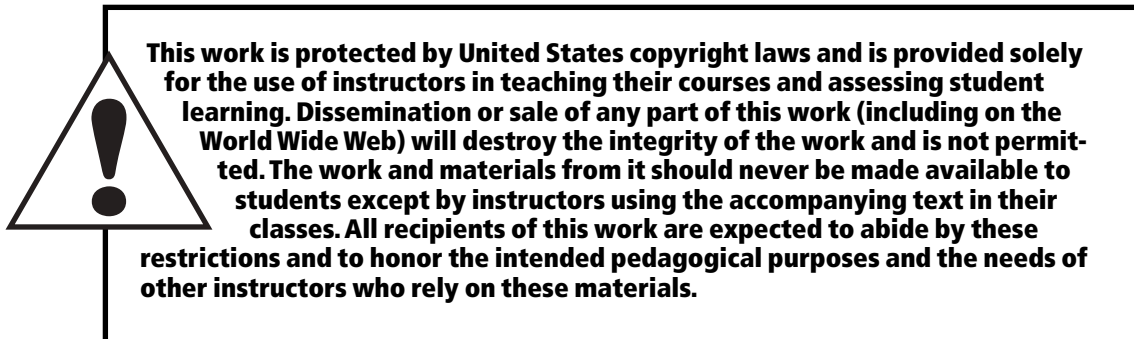 This work is protected by United States copyright laws and is provided solely
for the use of instructors in teaching their courses and assessing student
learning. Dissemination or sale of any part of this work (including on the
World Wide Web) will destroy the integrity of the work and is not permit-
ted. The work and materials from it should never be made available to
students except by instructors using the accompanying text in their
classes. All recipients of this work are expected to abide by these
restrictions and to honor the intended pedagogical purposes and the needs of
other instructors who rely on these materials.